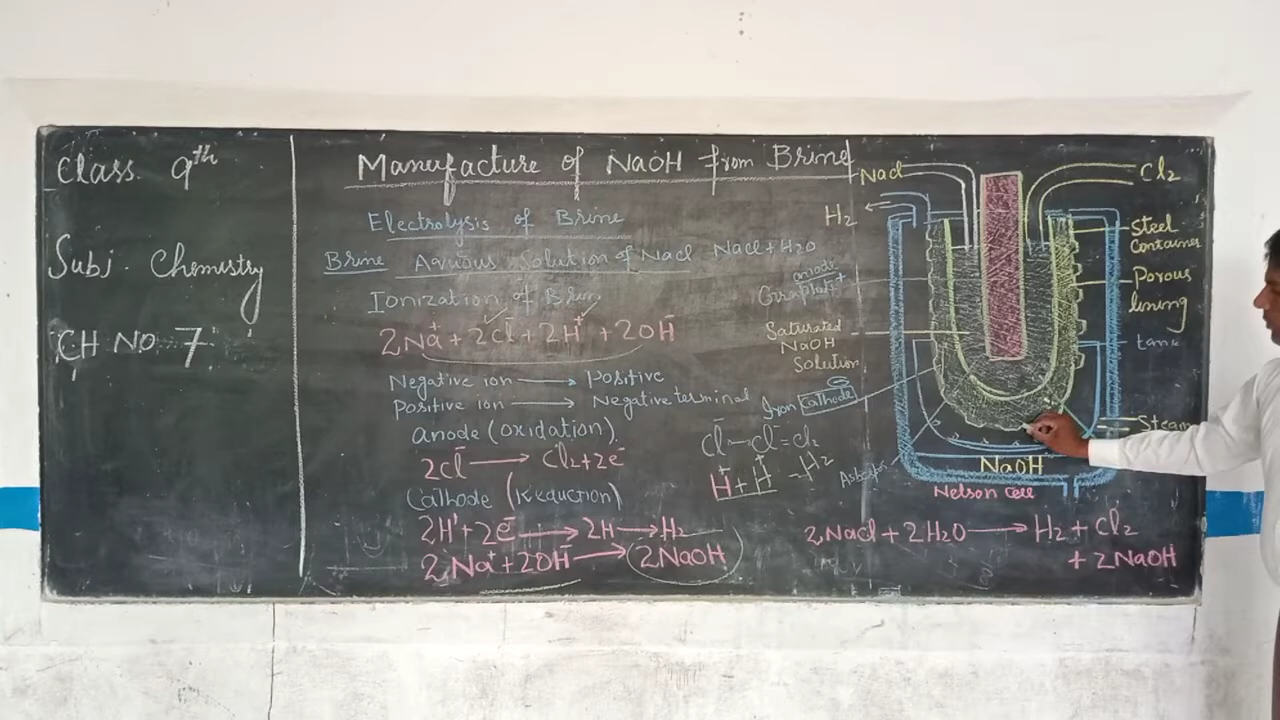 Class. 9th
Subj. Chemistry
CH NO 7
Manufacture of NaOH from Brine
Electrolysis of Brine
Brine Aquous Solution of Nacl Nacl + H2O
Ionization of Brin
2Na+ + 2Cl- + 2H+ + 2OH-
Negative ion → Positive
Positive ion → Negative terminal
anode (oxidation)
2Cl- → Cl2 + 2e-
Cathode (Reduction)
2H+ + 2e- → 2H → H2
2Na+ + 2OH- → 2NaOH
Cl- - Cl- = Cl2
H+ + H+ - H2
Nacl
H2
anode
Graphite +
Saturated
NaOH
Solution
Iron Cathode
Cl2
Steel
Container
Porous
lining
tank
Steam
NaOH
Nelson Cell
2Nacl + 2H2O → H2 + Cl2
+ 2NaOH